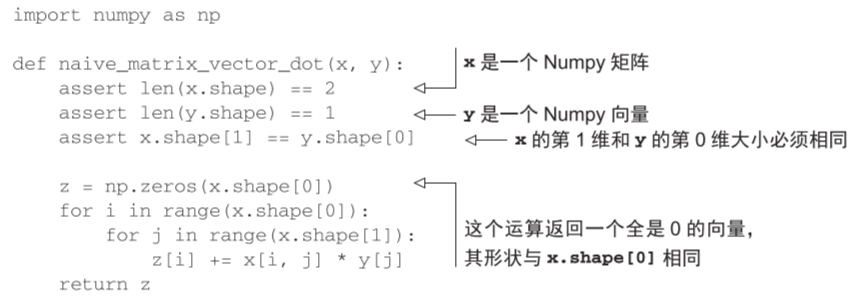 import numpy as np
def naive_matrix_vector_dot(x, y):
x 是一个 Numpy 矩阵
    assert len(x.shape) == 2
    assert len(y.shape) == 1
y 是一个 Numpy 向量
    assert x.shape[1] == y.shape[0]
x 的第 1 维和 y 的第 0 维大小必须相同
    z = np.zeros(x.shape[0])
    for i in range(x.shape[0]):
        for j in range(x.shape[1]):
            z[i] += x[i, j] * y[j]
    return z
这个运算返回一个全是 0 的向量，
其形状与 x.shape[0] 相同